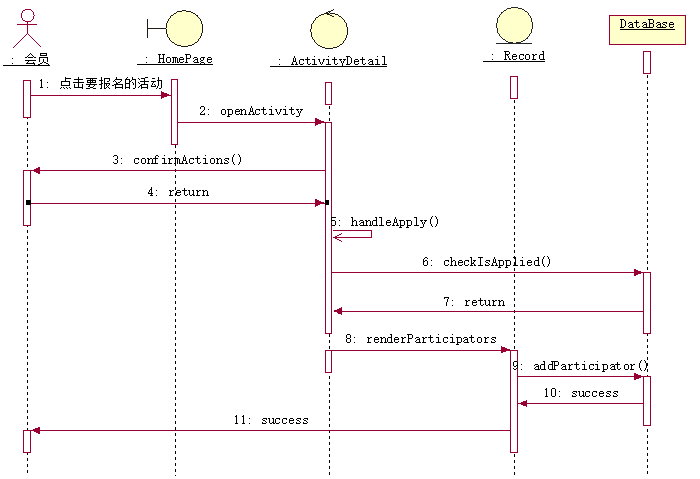 : 会员
: HomePage
: ActivityDetail
: Record
DataBase
1: 点击要报名的活动
2: openActivity
3: confirmActions()
4: return
5: handleApply()
6: checkIsApplied()
7: return
8: renderParticipators
9: addParticipator()
10: success
11: success